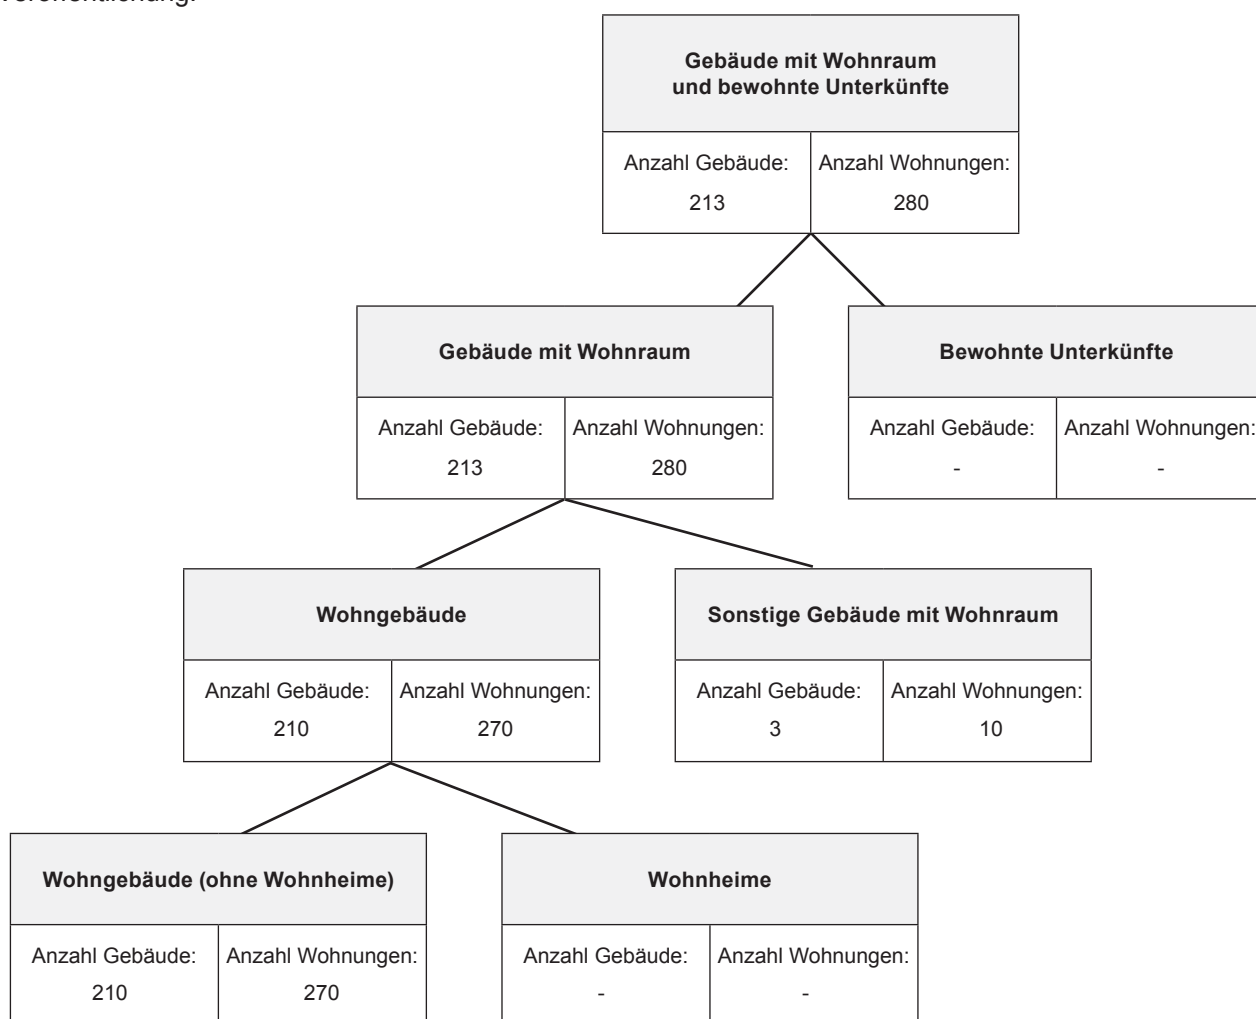 Veröffentlichung.
Gebäude mit Wohnraum
und bewohnte Unterkünfte
Anzahl Gebäude: Anzahl Wohnungen:
213 280
Gebäude mit Wohnraum
Anzahl Gebäude: Anzahl Wohnungen:
213 280
Bewohnte Unterkünfte
Anzahl Gebäude: Anzahl Wohnungen:
- -
Wohngebäude
Anzahl Gebäude: Anzahl Wohnungen:
210 270
Sonstige Gebäude mit Wohnraum
Anzahl Gebäude: Anzahl Wohnungen:
3 10
Wohngebäude (ohne Wohnheime)
Anzahl Gebäude: Anzahl Wohnungen:
210 270
Wohnheime
Anzahl Gebäude: Anzahl Wohnungen:
- -